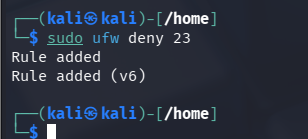 ┌──(kali㉿kali)-[/home]
└─$ sudo ufw deny 23
Rule added
Rule added (v6)
┌──(kali㉿kali)-[/home]
└─$